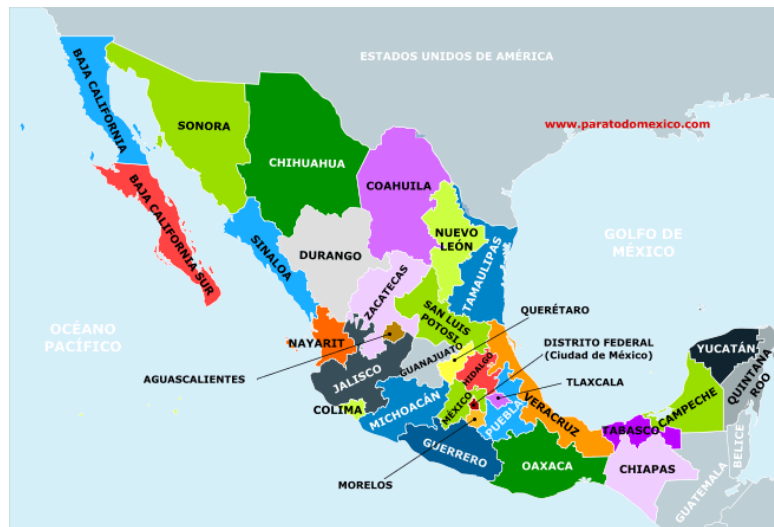 ESTADOS UNIDOS DE AMÉRICA
BAJA CALIFORNIA
SONORA
www.paratodomexico.com
CHIHUAHUA
COAHUILA
BAJA CALIFORNIA SUR
SINALOA
DURANGO
NUEVO
LEÓN
TAMAULIPAS
GOLFO DE
MÉXICO
ZACATECAS
SAN LUIS
POTOSI
OCÉANO
PACÍFICO
QUERÉTARO
NAYARIT
DISTRITO FEDERAL
(Ciudad de México)
YUCATÁN
GUANAJUATO
HIDALGO
QUINTANA
ROO
AGUASCALIENTES
JALISCO
TLAXCALA
COLIMA
MICHOACÁN
MÉXICO
PUEBLA
VERACRUZ
CAMPECHE
TABASCO
BELICE
GUERRERO
MORELOS
OAXACA
CHIAPAS
GUATEMALA